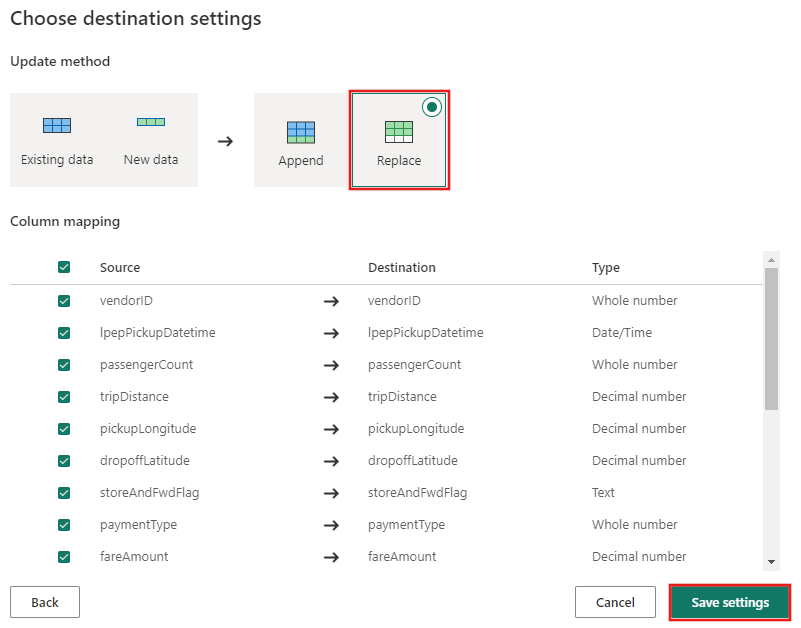 Choose destination settings
Update method
Existing data New data Append Replace
Column mapping
Source Destination Type
vendorID vendorID Whole number
lpepPickupDatetime lpepPickupDatetime Date/Time
passengerCount passengerCount Whole number
tripDistance tripDistance Decimal number
pickupLongitude pickupLongitude Decimal number
dropoffLatitude dropoffLatitude Decimal number
storeAndFwdFlag storeAndFwdFlag Text
paymentType paymentType Whole number
fareAmount fareAmount Decimal number
Back Cancel Save settings